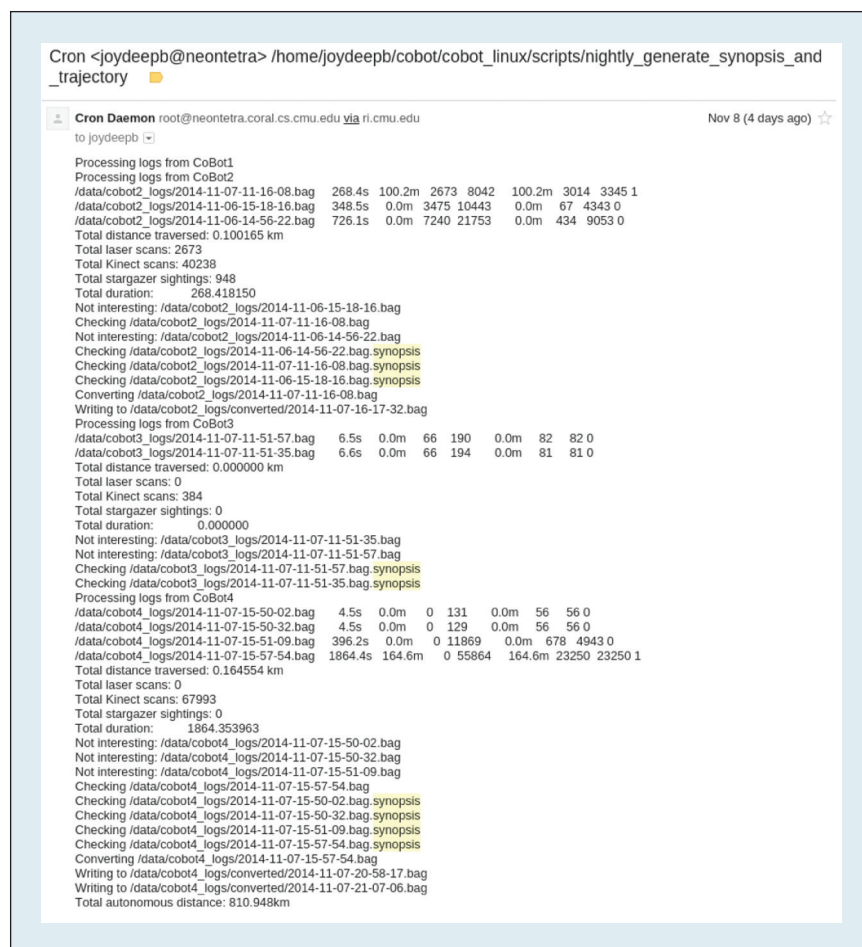 Cron <joydeepb@neontetra> /home/joydeepb/cobot/cobot_linux/scripts/nightly_generate_synopsis_and
_trajectory
Cron Daemon root@neontetra.coral.cs.cmu.edu via ri.cmu.edu Nov 8 (4 days ago)
to joydeepb
Processing logs from CoBot1
Processing logs from CoBot2
/data/cobot2_logs/2014-11-07-11-16-08.bag 268.4s 100.2m 2673 8042 100.2m 3014 3345 1
/data/cobot2_logs/2014-11-06-15-18-16.bag 348.5s 0.0m 3475 10443 0.0m 67 4343 0
/data/cobot2_logs/2014-11-06-14-56-22.bag 726.1s 0.0m 7240 21753 0.0m 434 9053 0
Total distance traversed: 0.100165 km
Total laser scans: 2673
Total Kinect scans: 40238
Total stargazer sightings: 948
Total duration: 268.418150
Not interesting: /data/cobot2_logs/2014-11-06-15-18-16.bag
Checking /data/cobot2_logs/2014-11-07-11-16-08.bag
Not interesting: /data/cobot2_logs/2014-11-06-14-56-22.bag
Checking /data/cobot2_logs/2014-11-06-14-56-22.bag.synopsis
Checking /data/cobot2_logs/2014-11-07-11-16-08.bag.synopsis
Checking /data/cobot2_logs/2014-11-06-15-18-16.bag.synopsis
Converting /data/cobot2_logs/2014-11-07-11-16-08.bag
Writing to /data/cobot2_logs/converted/2014-11-07-16-17-32.bag
Processing logs from CoBot3
/data/cobot3_logs/2014-11-07-11-51-57.bag 6.5s 0.0m 66 190 0.0m 82 82 0
/data/cobot3_logs/2014-11-07-11-51-35.bag 6.6s 0.0m 66 194 0.0m 81 81 0
Total distance traversed: 0.000000 km
Total laser scans: 0
Total Kinect scans: 384
Total stargazer sightings: 0
Total duration: 0.000000
Not interesting: /data/cobot3_logs/2014-11-07-11-51-35.bag
Not interesting: /data/cobot3_logs/2014-11-07-11-51-57.bag
Checking /data/cobot3_logs/2014-11-07-11-51-57.bag.synopsis
Checking /data/cobot3_logs/2014-11-07-11-51-35.bag.synopsis
Processing logs from CoBot4
/data/cobot4_logs/2014-11-07-15-50-02.bag 4.5s 0.0m 0 131 0.0m 56 56 0
/data/cobot4_logs/2014-11-07-15-50-32.bag 4.5s 0.0m 0 129 0.0m 56 56 0
/data/cobot4_logs/2014-11-07-15-51-09.bag 396.2s 0.0m 0 11869 0.0m 678 4943 0
/data/cobot4_logs/2014-11-07-15-57-54.bag 1864.4s 164.6m 0 55864 164.6m 23250 23250 1
Total distance traversed: 0.164554 km
Total laser scans: 0
Total Kinect scans: 67993
Total stargazer sightings: 0
Total duration: 1864.353963
Not interesting: /data/cobot4_logs/2014-11-07-15-50-02.bag
Not interesting: /data/cobot4_logs/2014-11-07-15-50-32.bag
Not interesting: /data/cobot4_logs/2014-11-07-15-51-09.bag
Checking /data/cobot4_logs/2014-11-07-15-57-54.bag
Checking /data/cobot4_logs/2014-11-07-15-50-02.bag.synopsis
Checking /data/cobot4_logs/2014-11-07-15-50-32.bag.synopsis
Checking /data/cobot4_logs/2014-11-07-15-51-09.bag.synopsis
Checking /data/cobot4_logs/2014-11-07-15-57-54.bag.synopsis
Converting /data/cobot4_logs/2014-11-07-15-57-54.bag
Writing to /data/cobot4_logs/converted/2014-11-07-20-58-17.bag
Writing to /data/cobot4_logs/converted/2014-11-07-21-07-06.bag
Total autonomous distance: 810.948km